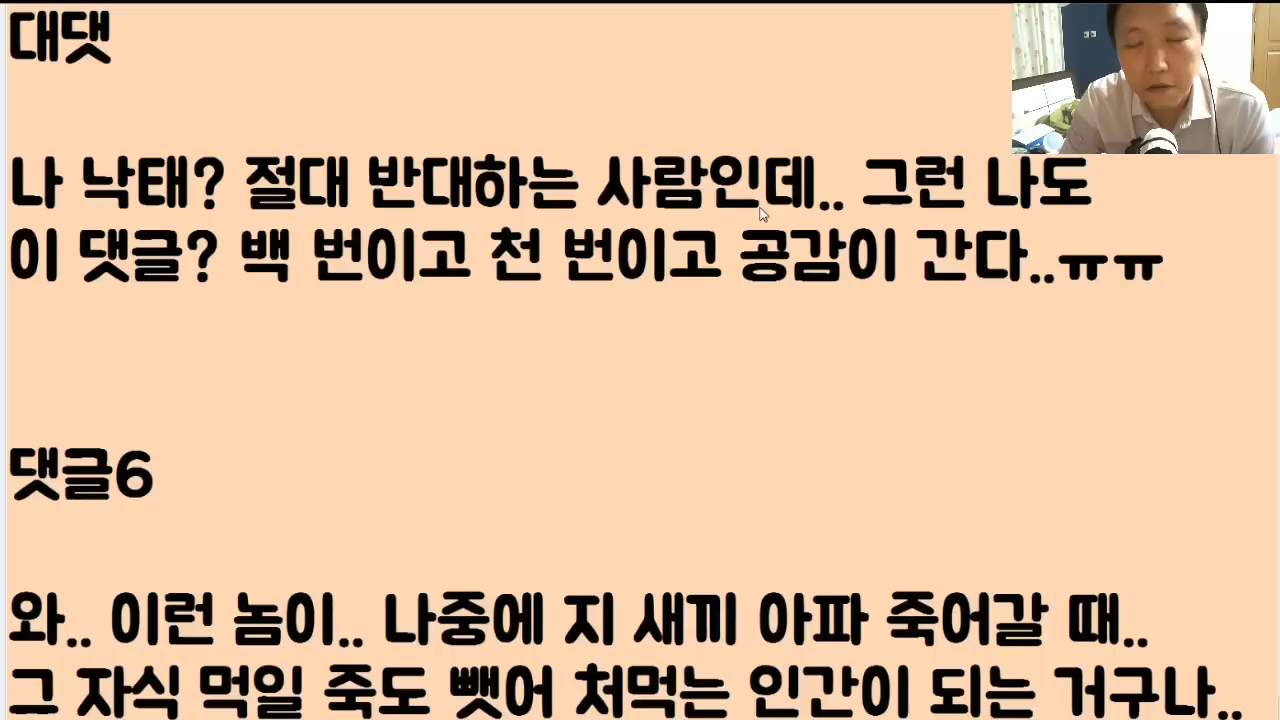 대댓
나 낙태? 절대 반대하는 사람인데.. 그런 나도
이 댓글? 백 번이고 천 번이고 공감이 간다..ㅠㅠ
댓글6
와.. 이런 놈이.. 나중에 지 새끼 아파 죽어갈 때..
그 자식 먹일 죽도 뺏어 처먹는 인간이 되는 거구나..